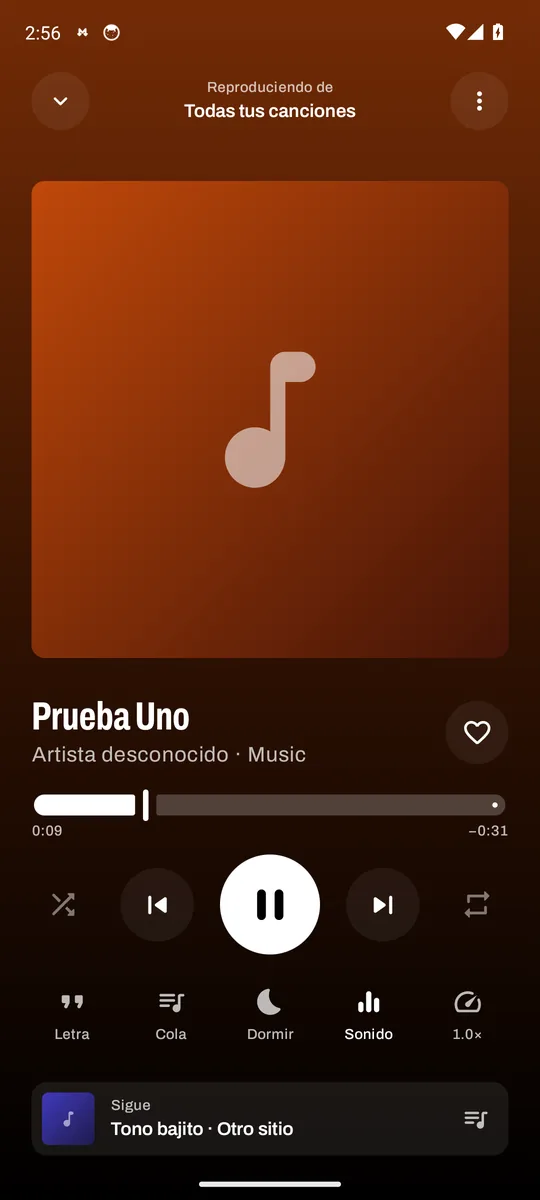 2:56
Reproduciendo de
Todas tus canciones
Prueba Uno
Artista desconocido · Music
0:09
−0:31
Letra
Cola
Dormir
Sonido
1.0×
Sigue
Tono bajito · Otro sitio